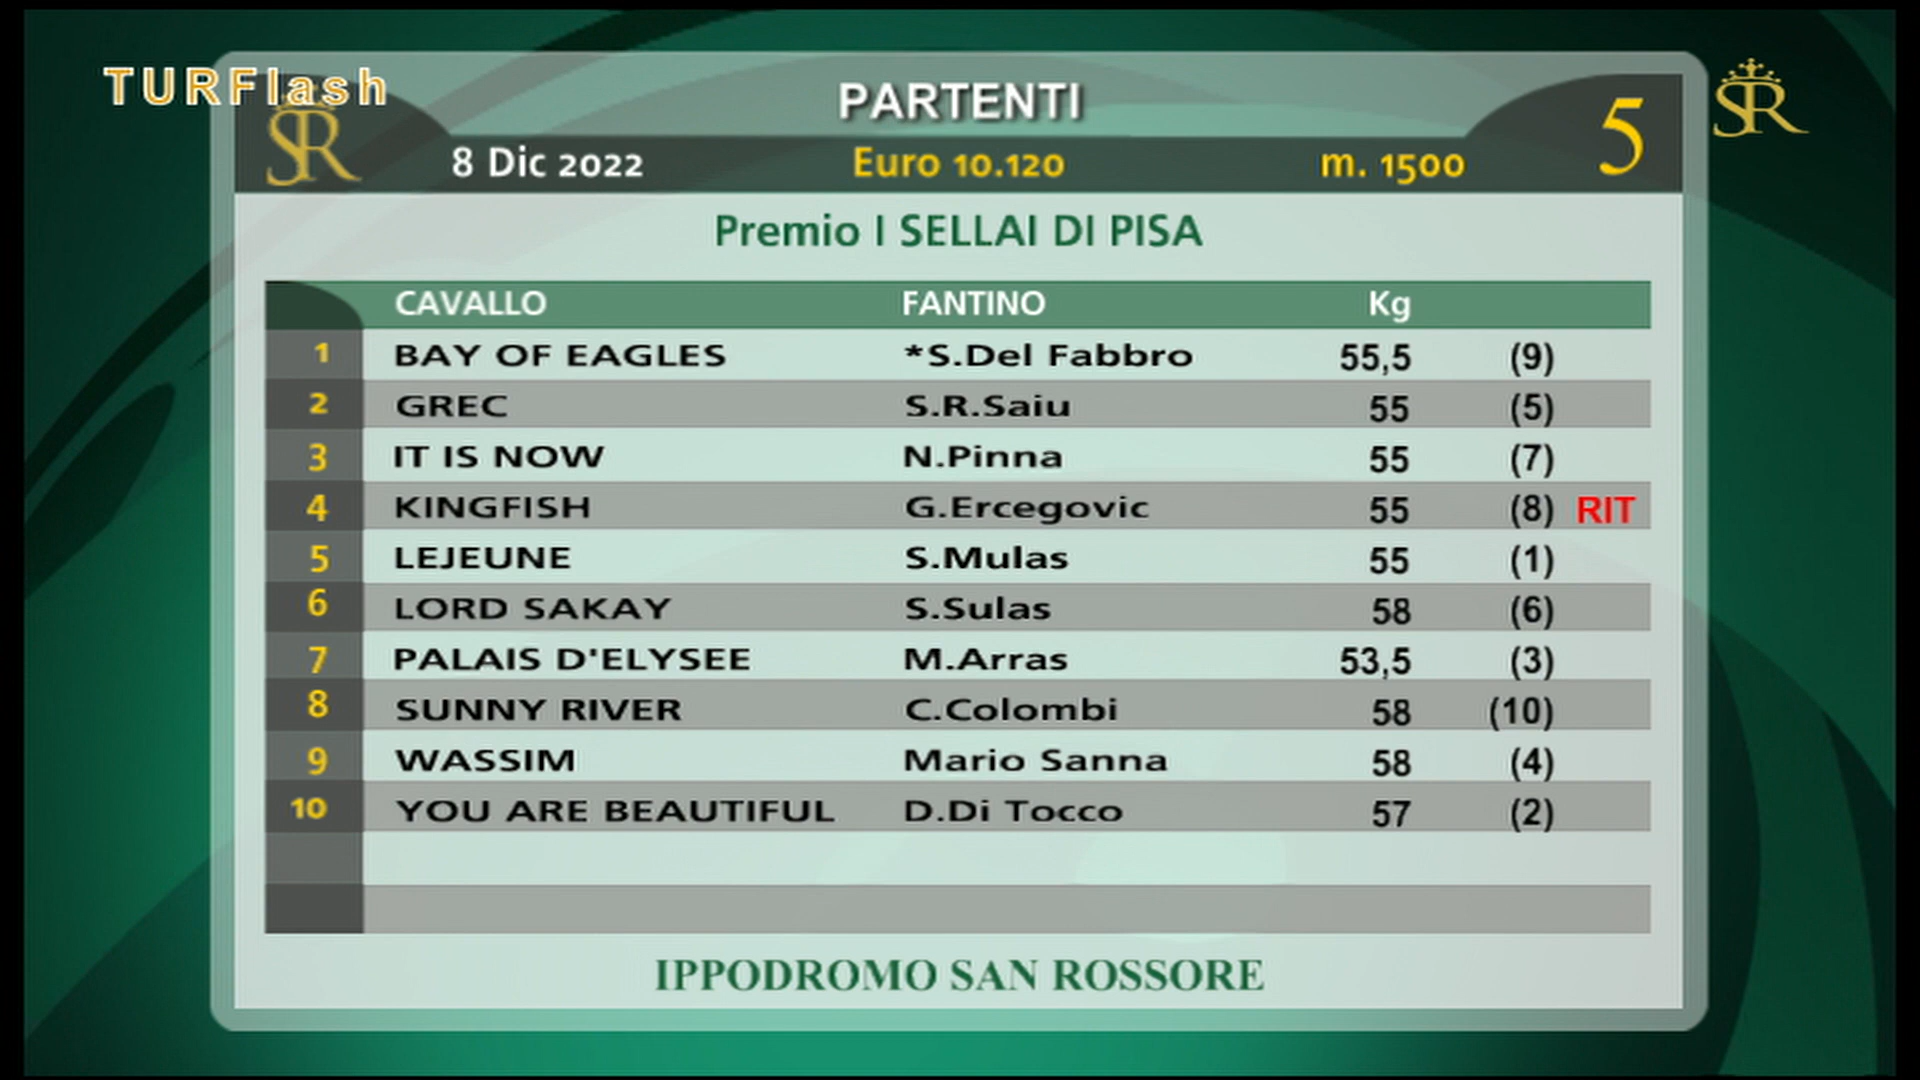 TURFlash
SR
PARTENTI
5
SR
8 Dic 2022 Euro 10.120 m. 1500
Premio I SELLAI DI PISA
CAVALLO FANTINO Kg
1 BAY OF EAGLES *S.Del Fabbro 55,5 (9)
2 GREC S.R.Saiu 55 (5)
3 IT IS NOW N.Pinna 55 (7)
4 KINGFISH G.Ercegovic 55 (8) RIT
5 LEJEUNE S.Mulas 55 (1)
6 LORD SAKAY S.Sulas 58 (6)
7 PALAIS D'ELYSEE M.Arras 53,5 (3)
8 SUNNY RIVER C.Colombi 58 (10)
9 WASSIM Mario Sanna 58 (4)
10 YOU ARE BEAUTIFUL D.Di Tocco 57 (2)
IPPODROMO SAN ROSSORE